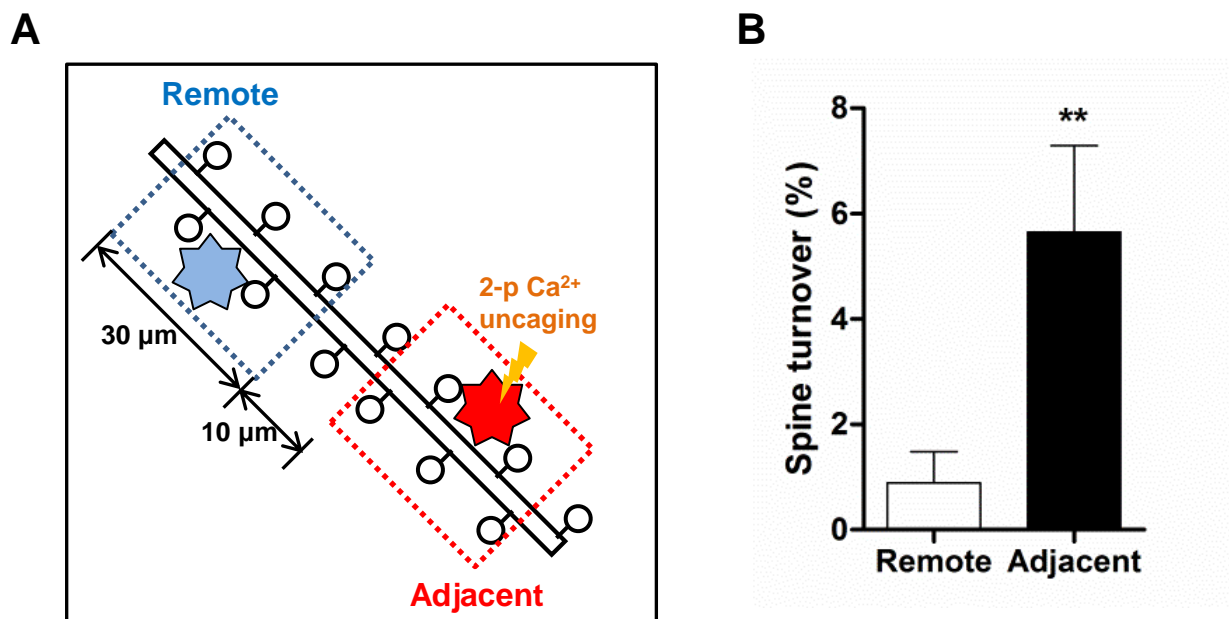 A
Remote
2-p Ca²⁺
uncaging
30 μm
10 μm
Adjacent
B
**
Spine turnover (%)
8
6
4
2
0
Remote
Adjacent